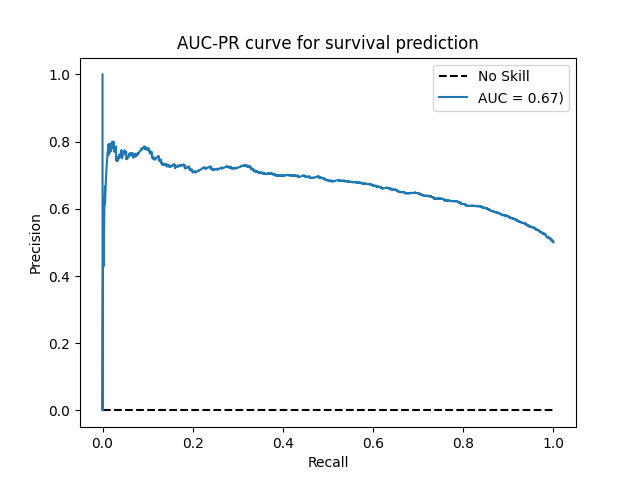 AUC-PR curve for survival prediction
No Skill
AUC = 0.67)
Precision
1.0
0.8
0.6
0.4
0.2
0.0
0.0 0.2 0.4 0.6 0.8 1.0
Recall